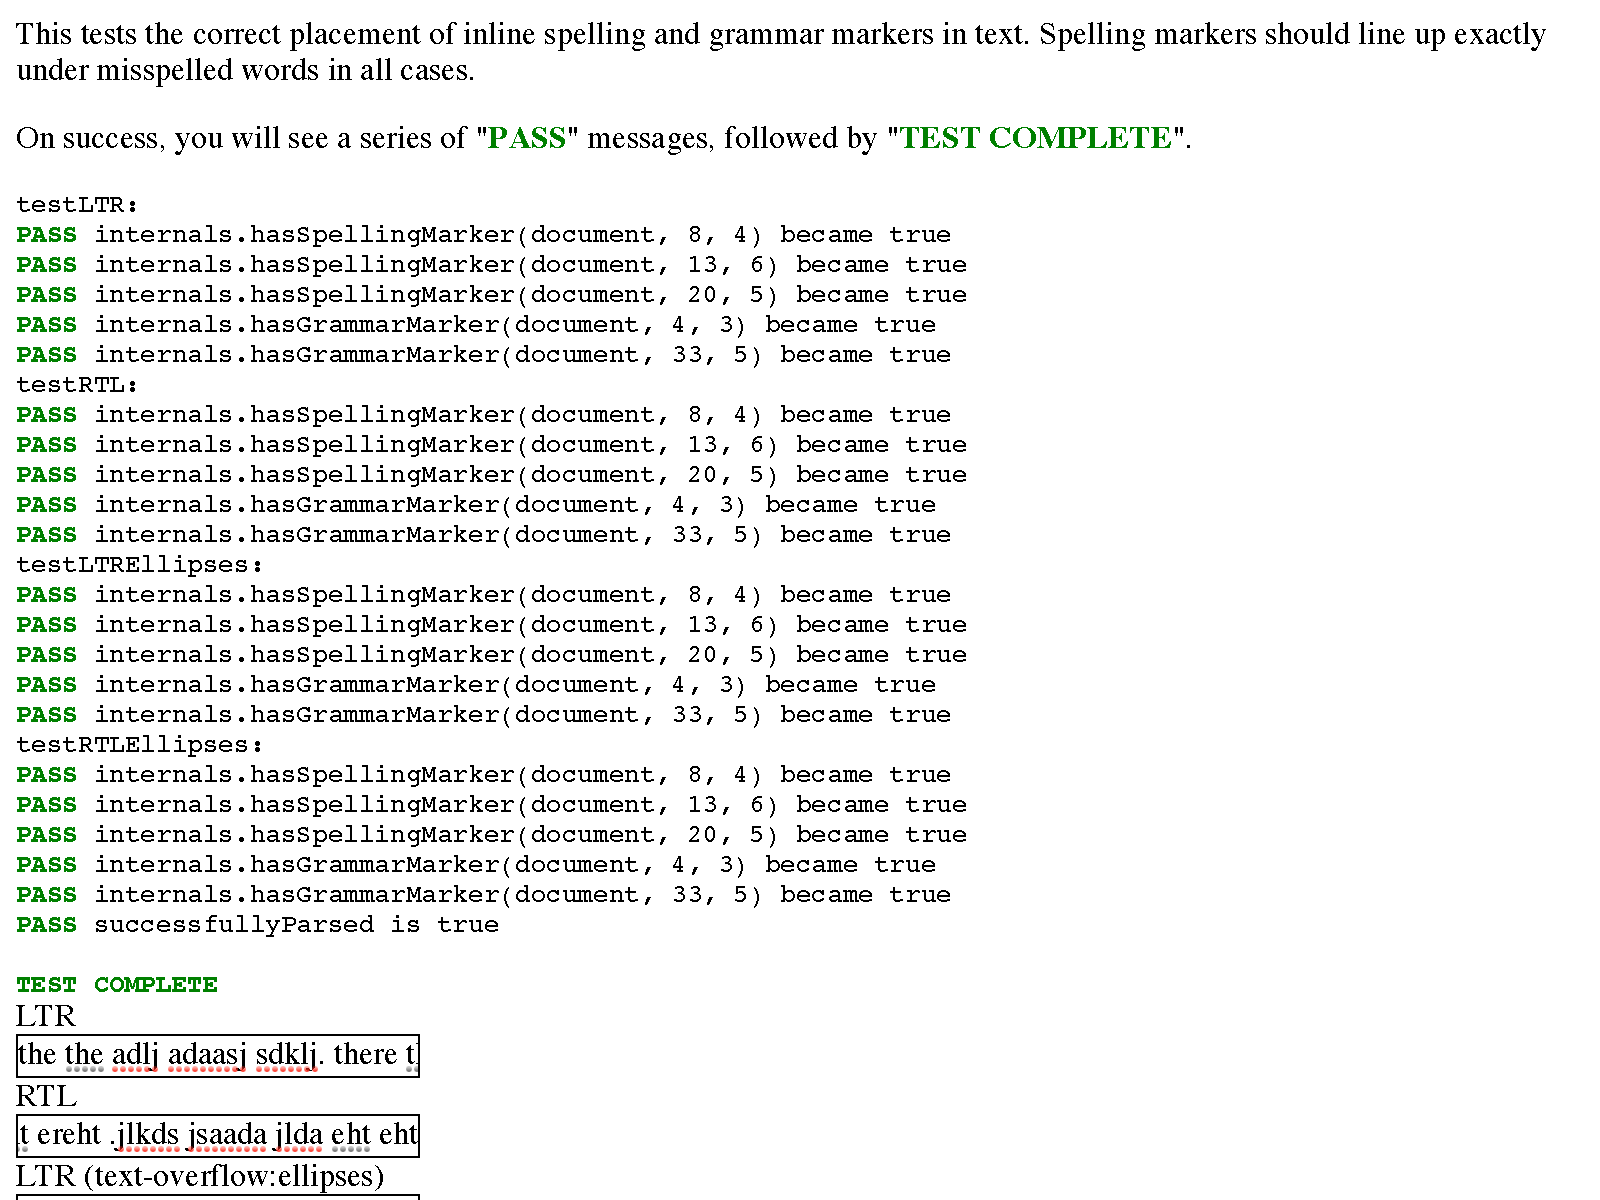 This tests the correct placement of inline spelling and grammar markers in text. Spelling markers should line up exactly
under misspelled words in all cases.
On success, you will see a series of "PASS" messages, followed by "TEST COMPLETE".
testLTR:
PASS internals.hasSpellingMarker(document, 8, 4) became true
PASS internals.hasSpellingMarker(document, 13, 6) became true
PASS internals.hasSpellingMarker(document, 20, 5) became true
PASS internals.hasGrammarMarker(document, 4, 3) became true
PASS internals.hasGrammarMarker(document, 33, 5) became true
testRTL:
PASS internals.hasSpellingMarker(document, 8, 4) became true
PASS internals.hasSpellingMarker(document, 13, 6) became true
PASS internals.hasSpellingMarker(document, 20, 5) became true
PASS internals.hasGrammarMarker(document, 4, 3) became true
PASS internals.hasGrammarMarker(document, 33, 5) became true
testLTREllipses:
PASS internals.hasSpellingMarker(document, 8, 4) became true
PASS internals.hasSpellingMarker(document, 13, 6) became true
PASS internals.hasSpellingMarker(document, 20, 5) became true
PASS internals.hasGrammarMarker(document, 4, 3) became true
PASS internals.hasGrammarMarker(document, 33, 5) became true
testRTLEllipses:
PASS internals.hasSpellingMarker(document, 8, 4) became true
PASS internals.hasSpellingMarker(document, 13, 6) became true
PASS internals.hasSpellingMarker(document, 20, 5) became true
PASS internals.hasGrammarMarker(document, 4, 3) became true
PASS internals.hasGrammarMarker(document, 33, 5) became true
PASS successfullyParsed is true
TEST COMPLETE
LTR
the the adlj adaasj sdklj. there t
RTL
t ereht .jlkds jsaada jlda eht eht
LTR (text-overflow:ellipses)